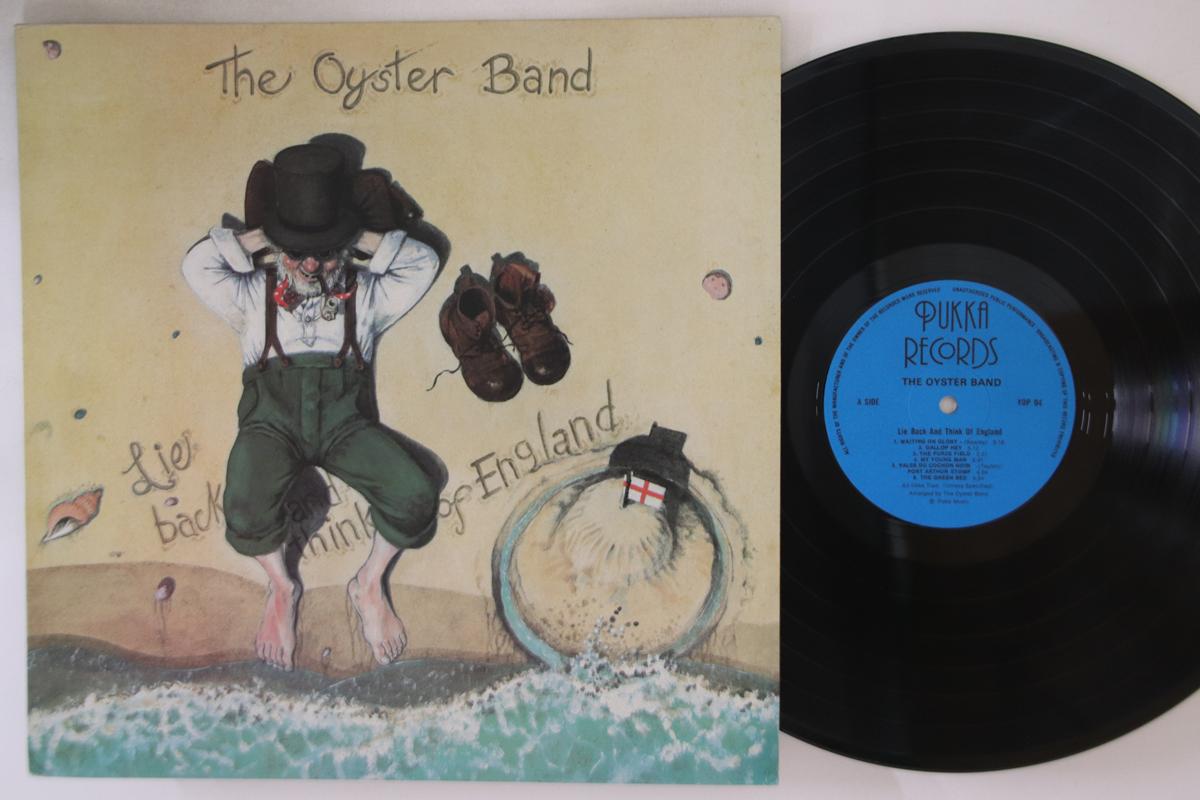 The Oyster Band
Lie
back
think of England
PUKKA
RECORDS
THE OYSTER BAND
A SIDE
YOP 04
Lie Back And Think Of England
1. WAITING ON GLORY
2. GALLOP HEY
3. THE FURZE FIELD
4. MY YOUNG MAN
5. VALSE DU COCHON NOIR
PORT ARTHUR STOMP
6. THE GREEN BED
Arranged by The Oyster Band